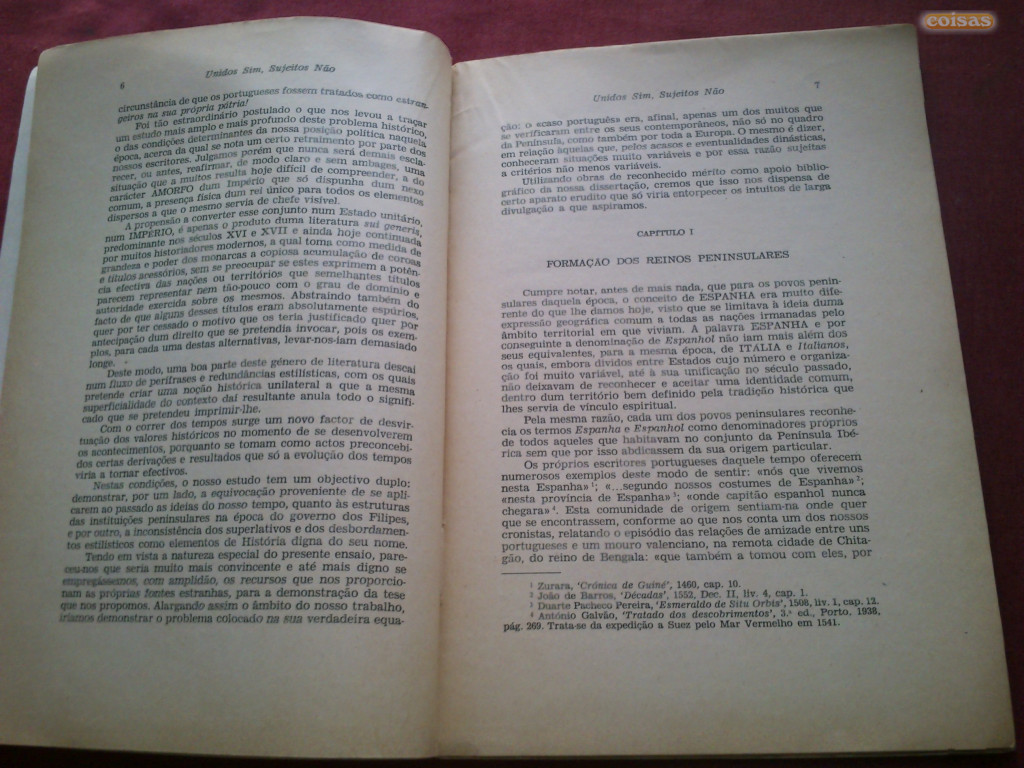 coisas
6
Unidos Sim, Sujeitos Não
circunstância de que os portugueses fossem tratados como estran-
geiros na sua própria pátria!
Foi tão extraordinário postulado o que nos levou a traçar
um estudo mais amplo e mais profundo deste problema histórico,
e das condições determinantes da nossa posição política naquela
época, acerca da qual se nota um certo retraimento por parte dos
nossos escritores. Julgamos porém que nunca será demais escla-
recer, ou antes, reafirmar, de modo claro e sem ambages, uma
situação que a muitos resulta hoje difícil de compreender, a do
carácter AMORFO dum Império que só dispunha dum nexo
comum, a presença física dum rei único para todos os elementos
dispersos a que o mesmo servia de chefe visível.
A propensão a converter esse conjunto num Estado unitário,
num IMPÉRIO, é apenas o produto duma literatura sui generis,
predominante nos séculos XVI e XVII e ainda hoje continuada
por muitos historiadores modernos, a qual toma como medida de
grandeza e poder dos monarcas a copiosa acumulação de coroas
e títulos acessórios, sem se preocupar se estes exprimem a potên-
cia efectiva das nações ou territórios que semelhantes títulos
parecem representar nem tão-pouco com o grau de domínio e
autoridade exercida sobre os mesmos. Abstraindo também do
facto de que alguns desses títulos eram absolutamente espúrios,
quer por ter cessado o motivo que os teria justificado quer por
antecipação dum direito que se pretendia invocar, pois os exem-
plos, para cada uma destas alternativas, levar-nos-iam demasiado
longe.
Deste modo, uma boa parte deste género de literatura descai
num fluxo de perífrases e redundâncias estilísticas, com os quais
pretende criar uma noção histórica unilateral a que a mesma
superficialidade do contexto daí resultante anula todo o signifi-
cado que se pretendeu imprimir-lhe.
Com o correr dos tempos surge um novo factor de desvir-
tuação dos valores históricos no momento de se desenvolverem
os acontecimentos, porquanto se tomam como actos preconcebi-
dos certas derivações e resultados que só a evolução dos tempos
viria a tornar efectivos.
Nestas condições, o nosso estudo tem um objectivo duplo:
demonstrar, por um lado, a equivocação proveniente de se apli-
carem ao passado as ideias do nosso tempo, quanto às estruturas
das instituições peninsulares na época do governo dos Filipes,
e por outro, a inconsistência dos superlativos e dos desbordamen-
tos estilísticos como elementos de História digna do seu nome.
Tendo em vista a natureza especial do presente ensaio, pare-
ceu-nos que seria muito mais convincente e até mais digno se
empregássemos, com amplidão, os recursos que nos proporcio-
nam as próprias fontes estranhas, para a demonstração da tese
que nos propomos. Alargando assim o âmbito do nosso trabalho,
iríamos demonstrar o problema colocado na sua verdadeira equa-
Unidos Sim, Sujeitos Não
7
ção: o «caso português» era, afinal, apenas um dos muitos que
se verificaram entre os seus contemporâneos, não só no quadro
da Península, como também por toda a Europa. O mesmo é dizer,
em relação àquelas que, pelos acasos e eventualidades dinásticas,
conheceram situações muito variáveis e por essa razão sujeitas
a critérios não menos variáveis.
Utilizando obras de reconhecido mérito como apoio biblio-
gráfico da nossa dissertação, cremos que isso nos dispensa de
certo aparato erudito que só viria entorpecer os intuitos de larga
divulgação a que aspiramos.
CAPÍTULO I
FORMAÇÃO DOS REINOS PENINSULARES
Cumpre notar, antes de mais nada, que para os povos penin-
sulares daquela época, o conceito de ESPANHA era muito dife-
rente do que lhe damos hoje, visto que se limitava à ideia duma
expressão geográfica comum a todas as nações irmanadas pelo
âmbito territorial em que viviam. A palavra ESPANHA e por
conseguinte a denominação de Espanhol não iam mais além dos
seus equivalentes, para a mesma época, de ITÁLIA e Italianos,
os quais, embora dividos entre Estados cujo número e organiza-
ção foi muito variável, até à sua unificação no século passado,
não deixavam de reconhecer e aceitar uma identidade comum,
dentro dum território bem definido pela tradição histórica que
lhes servia de vínculo espiritual.
Pela mesma razão, cada um dos povos peninsulares reconhe-
cia os termos Espanha e Espanhol como denominadores próprios
de todos aqueles que habitavam no conjunto da Península Ibé-
rica sem que por isso abdicassem da sua origem particular.
Os próprios escritores portugueses daquele tempo oferecem
numerosos exemplos deste modo de sentir: «nós que vivemos
nesta Espanha» ¹; «...segundo nossos costumes de Espanha» ²;
«nesta província de Espanha» ³; «onde capitão espanhol nunca
chegara» ⁴. Esta comunidade de origem sentiam-na onde quer
que se encontrassem, conforme ao que nos conta um dos nossos
cronistas, relatando o episódio das relações de amizade entre uns
portugueses e um mouro valenciano, na remota cidade de Chita-
gão, do reino de Bengala: «que também a tomou com eles, por
¹ Zurara, 'Crónica de Guiné', 1460, cap. 10.
² João de Barros, 'Décadas', 1552, Dec. II, liv. 4, cap. 1.
³ Duarte Pacheco Pereira, 'Esmeraldo de Situ Orbis', 1508, liv. 1, cap. 12.
⁴ António Galvão, 'Tratado dos descobrimentos', 3.ª ed., Porto, 1938,
pág. 269. Trata-se da expedição a Suez pelo Mar Vermelho em 1541.